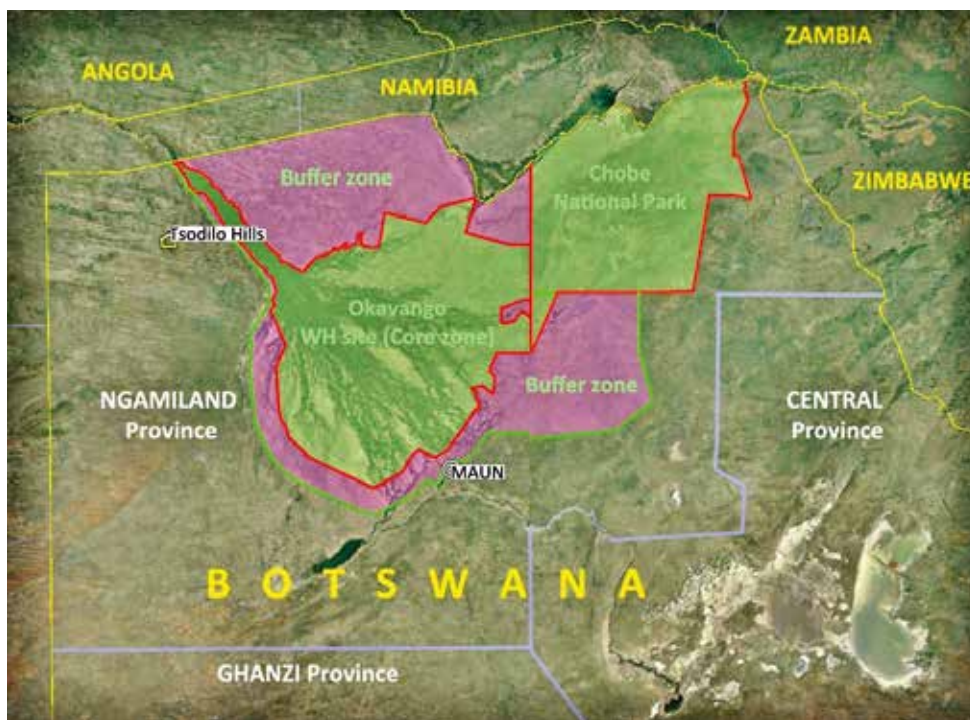 ZAMBIA
ANGOLA
NAMIBIA
Buffer zone
Chobe
National Park
ZIMBABWE
Tsodilo Hills
Okavango
WH site (Core zone)
Buffer zone
NGAMILAND
Province
CENTRAL
Province
MAUN
BOTSWANA
GHANZI Province